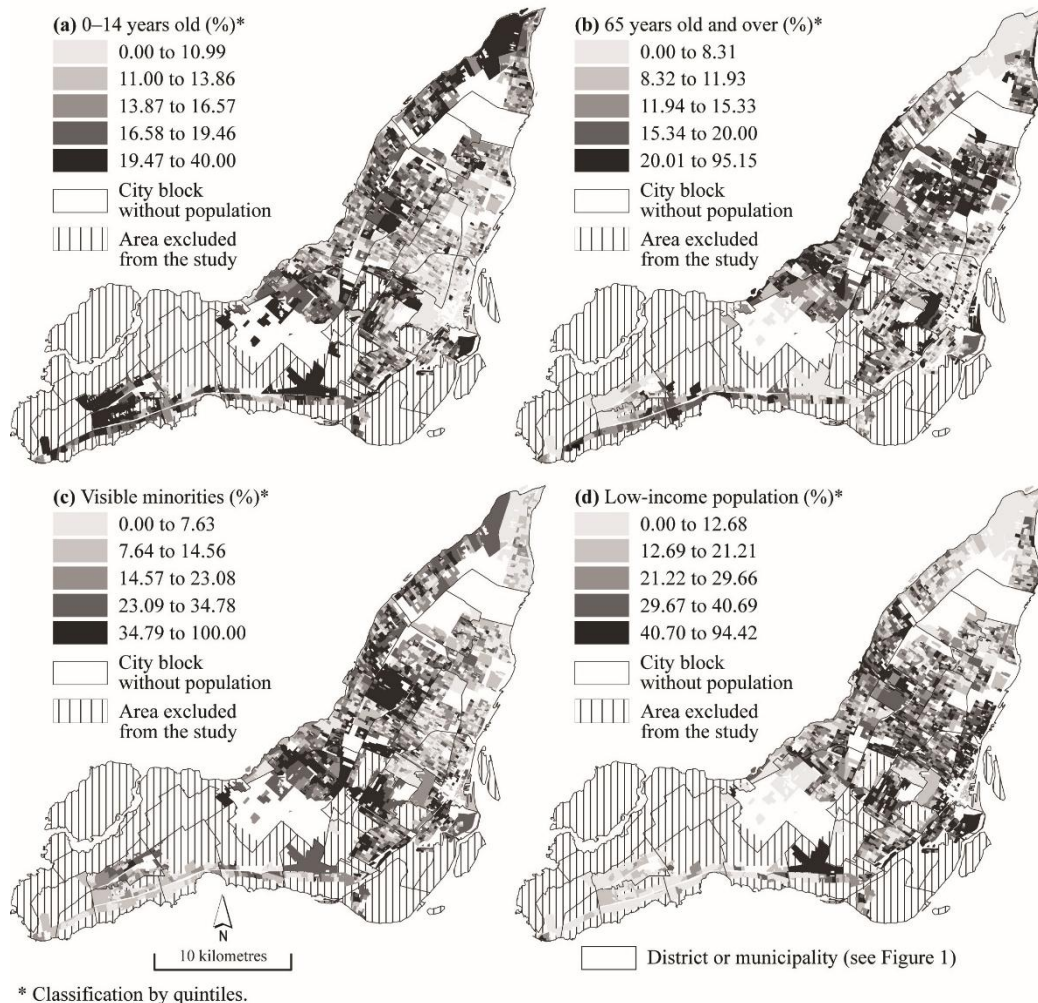 (a) 0–14 years old (%)*
0.00 to 10.99
11.00 to 13.86
13.87 to 16.57
16.58 to 19.46
19.47 to 40.00
City block
without population
Area excluded
from the study
(b) 65 years old and over (%)*
0.00 to 8.31
8.32 to 11.93
11.94 to 15.33
15.34 to 20.00
20.01 to 95.15
City block
without population
Area excluded
from the study
(c) Visible minorities (%)*
0.00 to 7.63
7.64 to 14.56
14.57 to 23.08
23.09 to 34.78
34.79 to 100.00
City block
without population
Area excluded
from the study
(d) Low-income population (%)*
0.00 to 12.68
12.69 to 21.21
21.22 to 29.66
29.67 to 40.69
40.70 to 94.42
City block
without population
Area excluded
from the study
N
10 kilometres
District or municipality (see Figure 1)
* Classification by quintiles.